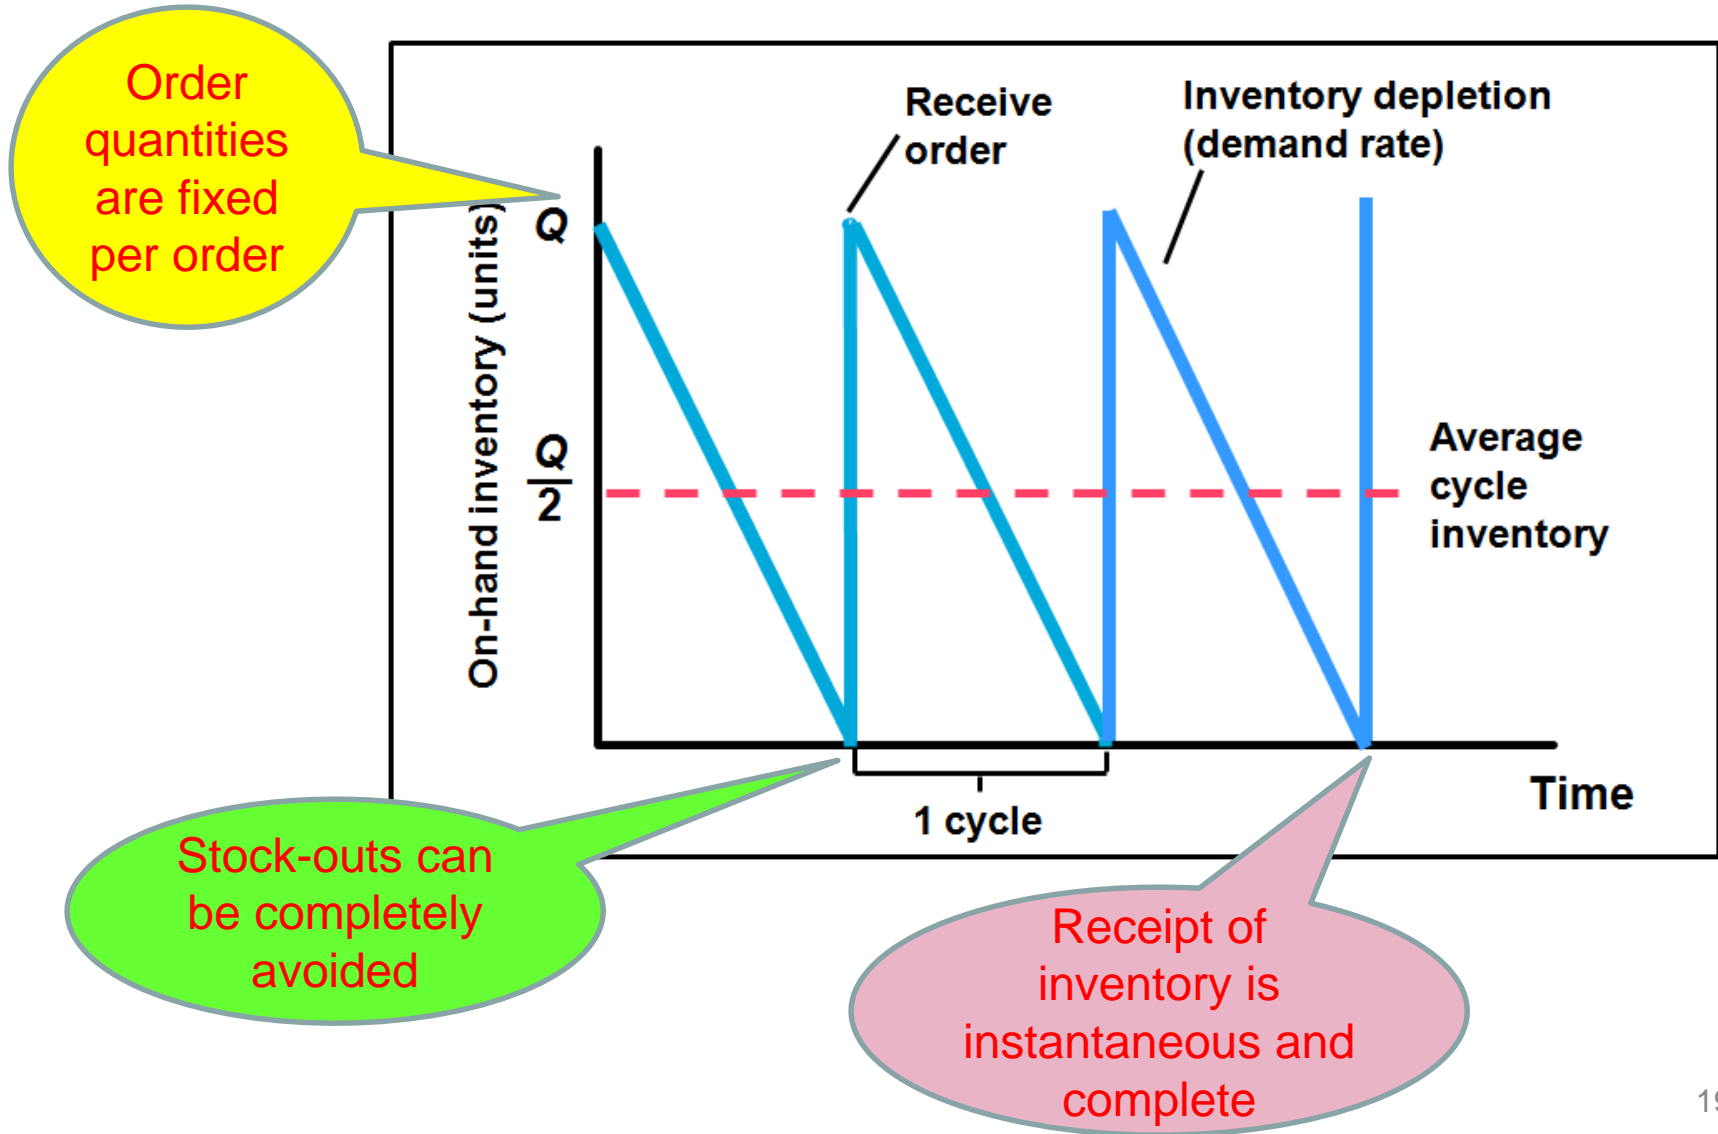 Order
quantities
are fixed
per order
Receive
order
Inventory depletion
(demand rate)
On-hand inventory (units)
Q
Q
2
Average
cycle
inventory
1 cycle
Time
Stock-outs can
be completely
avoided
Receipt of
inventory is
instantaneous and
complete
19